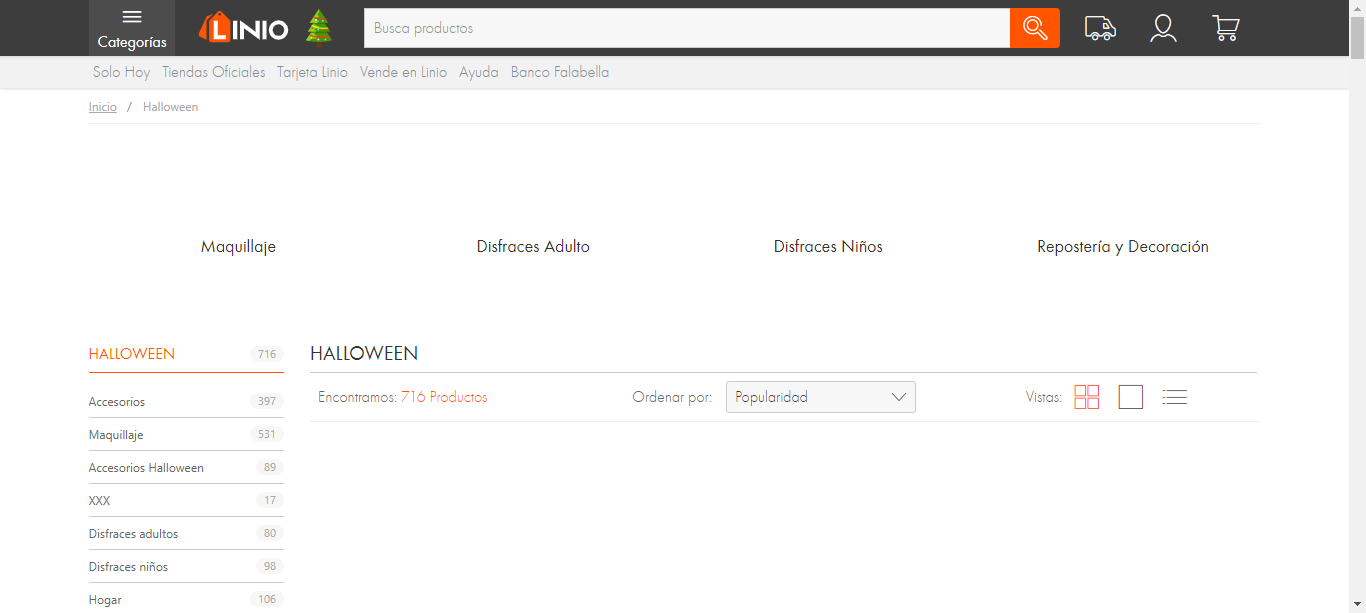 Categorías
LINIO
Busca productos
Solo Hoy Tiendas Oficiales Tarjeta Linio Vende en Linio Ayuda Banco Falabella
Inicio / Halloween
Maquillaje Disfraces Adulto Disfraces Niños Repostería y Decoración
HALLOWEEN 716
Accesorios 397
Maquillaje 531
Accesorios Halloween 89
XXX 17
Disfraces adultos 80
Disfraces niños 98
Hogar 106
HALLOWEEN
Encontramos: 716 Productos Ordenar por: Popularidad Vistas: